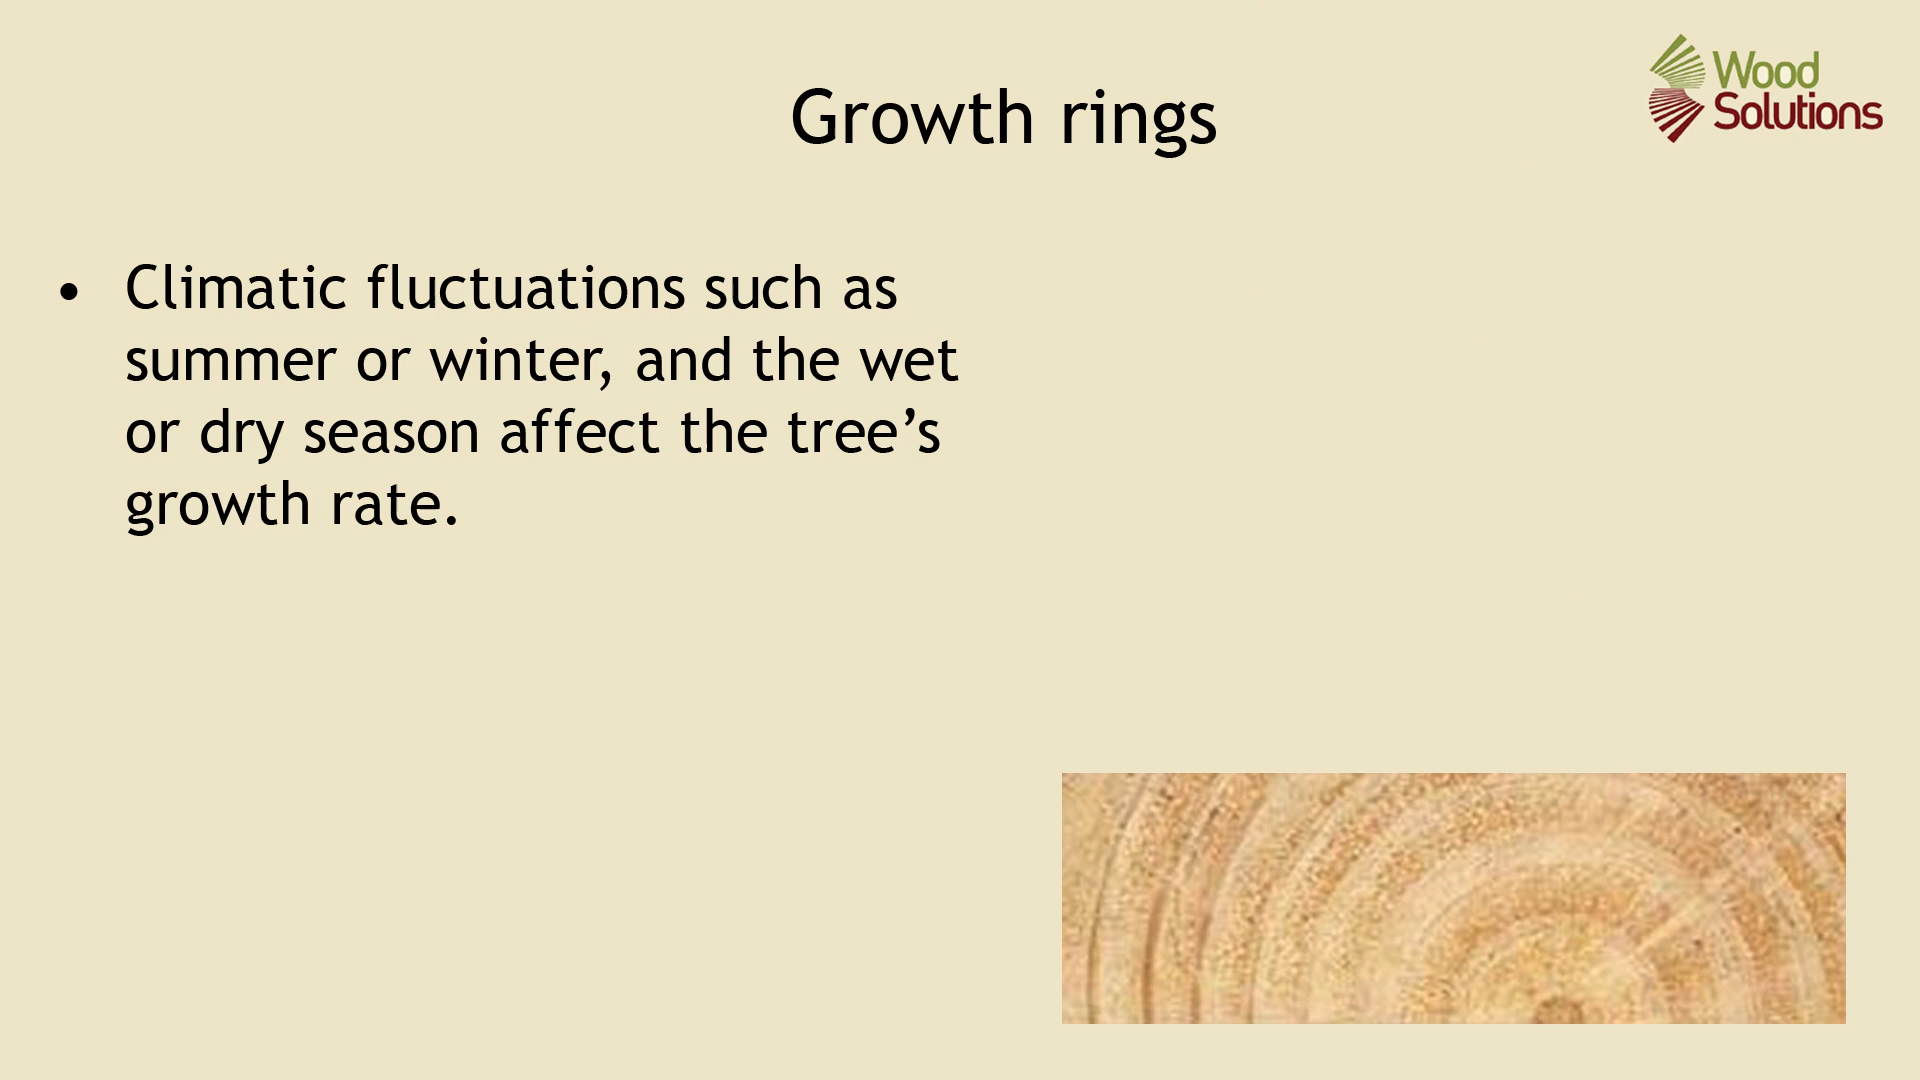 Growth rings
Wood
Solutions
• Climatic fluctuations such as
summer or winter, and the wet
or dry season affect the tree’s
growth rate.